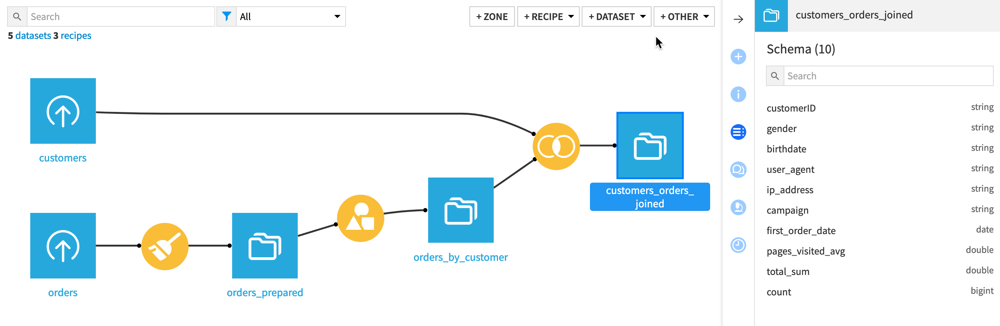 Search
All
+ ZONE
+ RECIPE
+ DATASET
+ OTHER
5 datasets 3 recipes
customers
orders
orders_prepared
orders_by_customer
customers_orders_
joined
customers_orders_joined
Schema (10)
Search
customerID string
gender string
birthdate string
user_agent string
ip_address string
campaign string
first_order_date date
pages_visited_avg double
total_sum double
count bigint